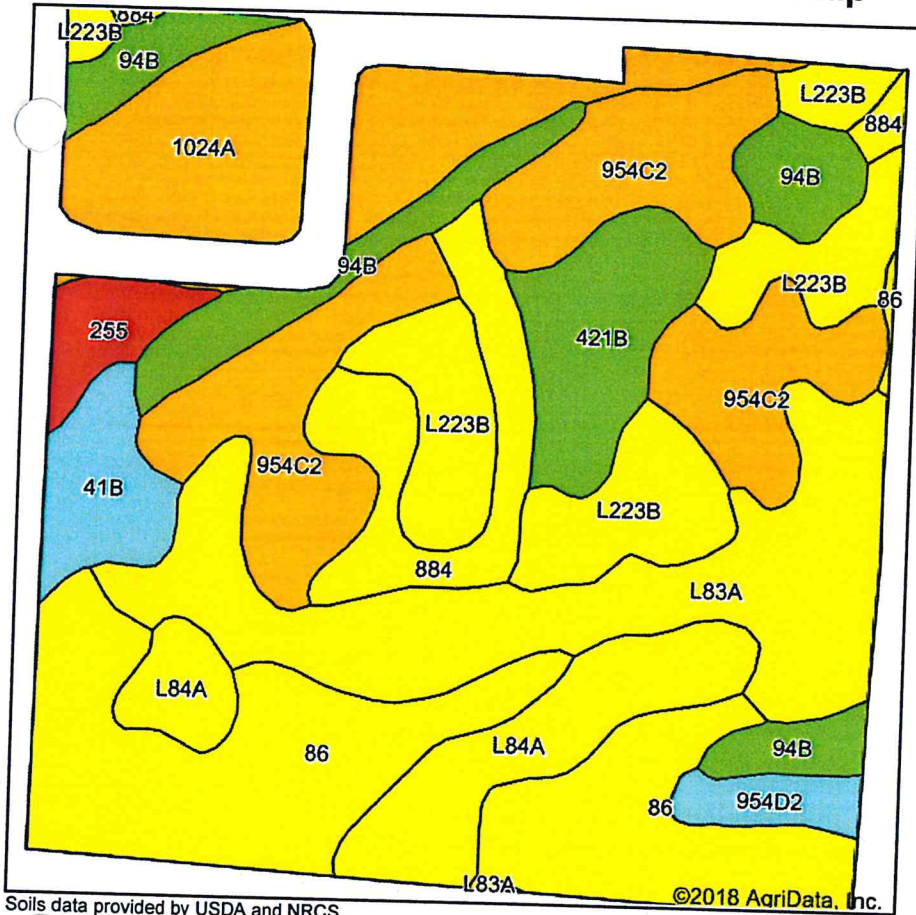 884
L223B
94B
1024A
L223B
884
954C2
94B
94B
L223B
86
255
421B
954C2
L223B
954C2
41B
L223B
884
L83A
L84A
86
L84A
94B
954D2
86
L83A
©2018 AgriData, Inc.
Soils data provided by USDA and NRCS